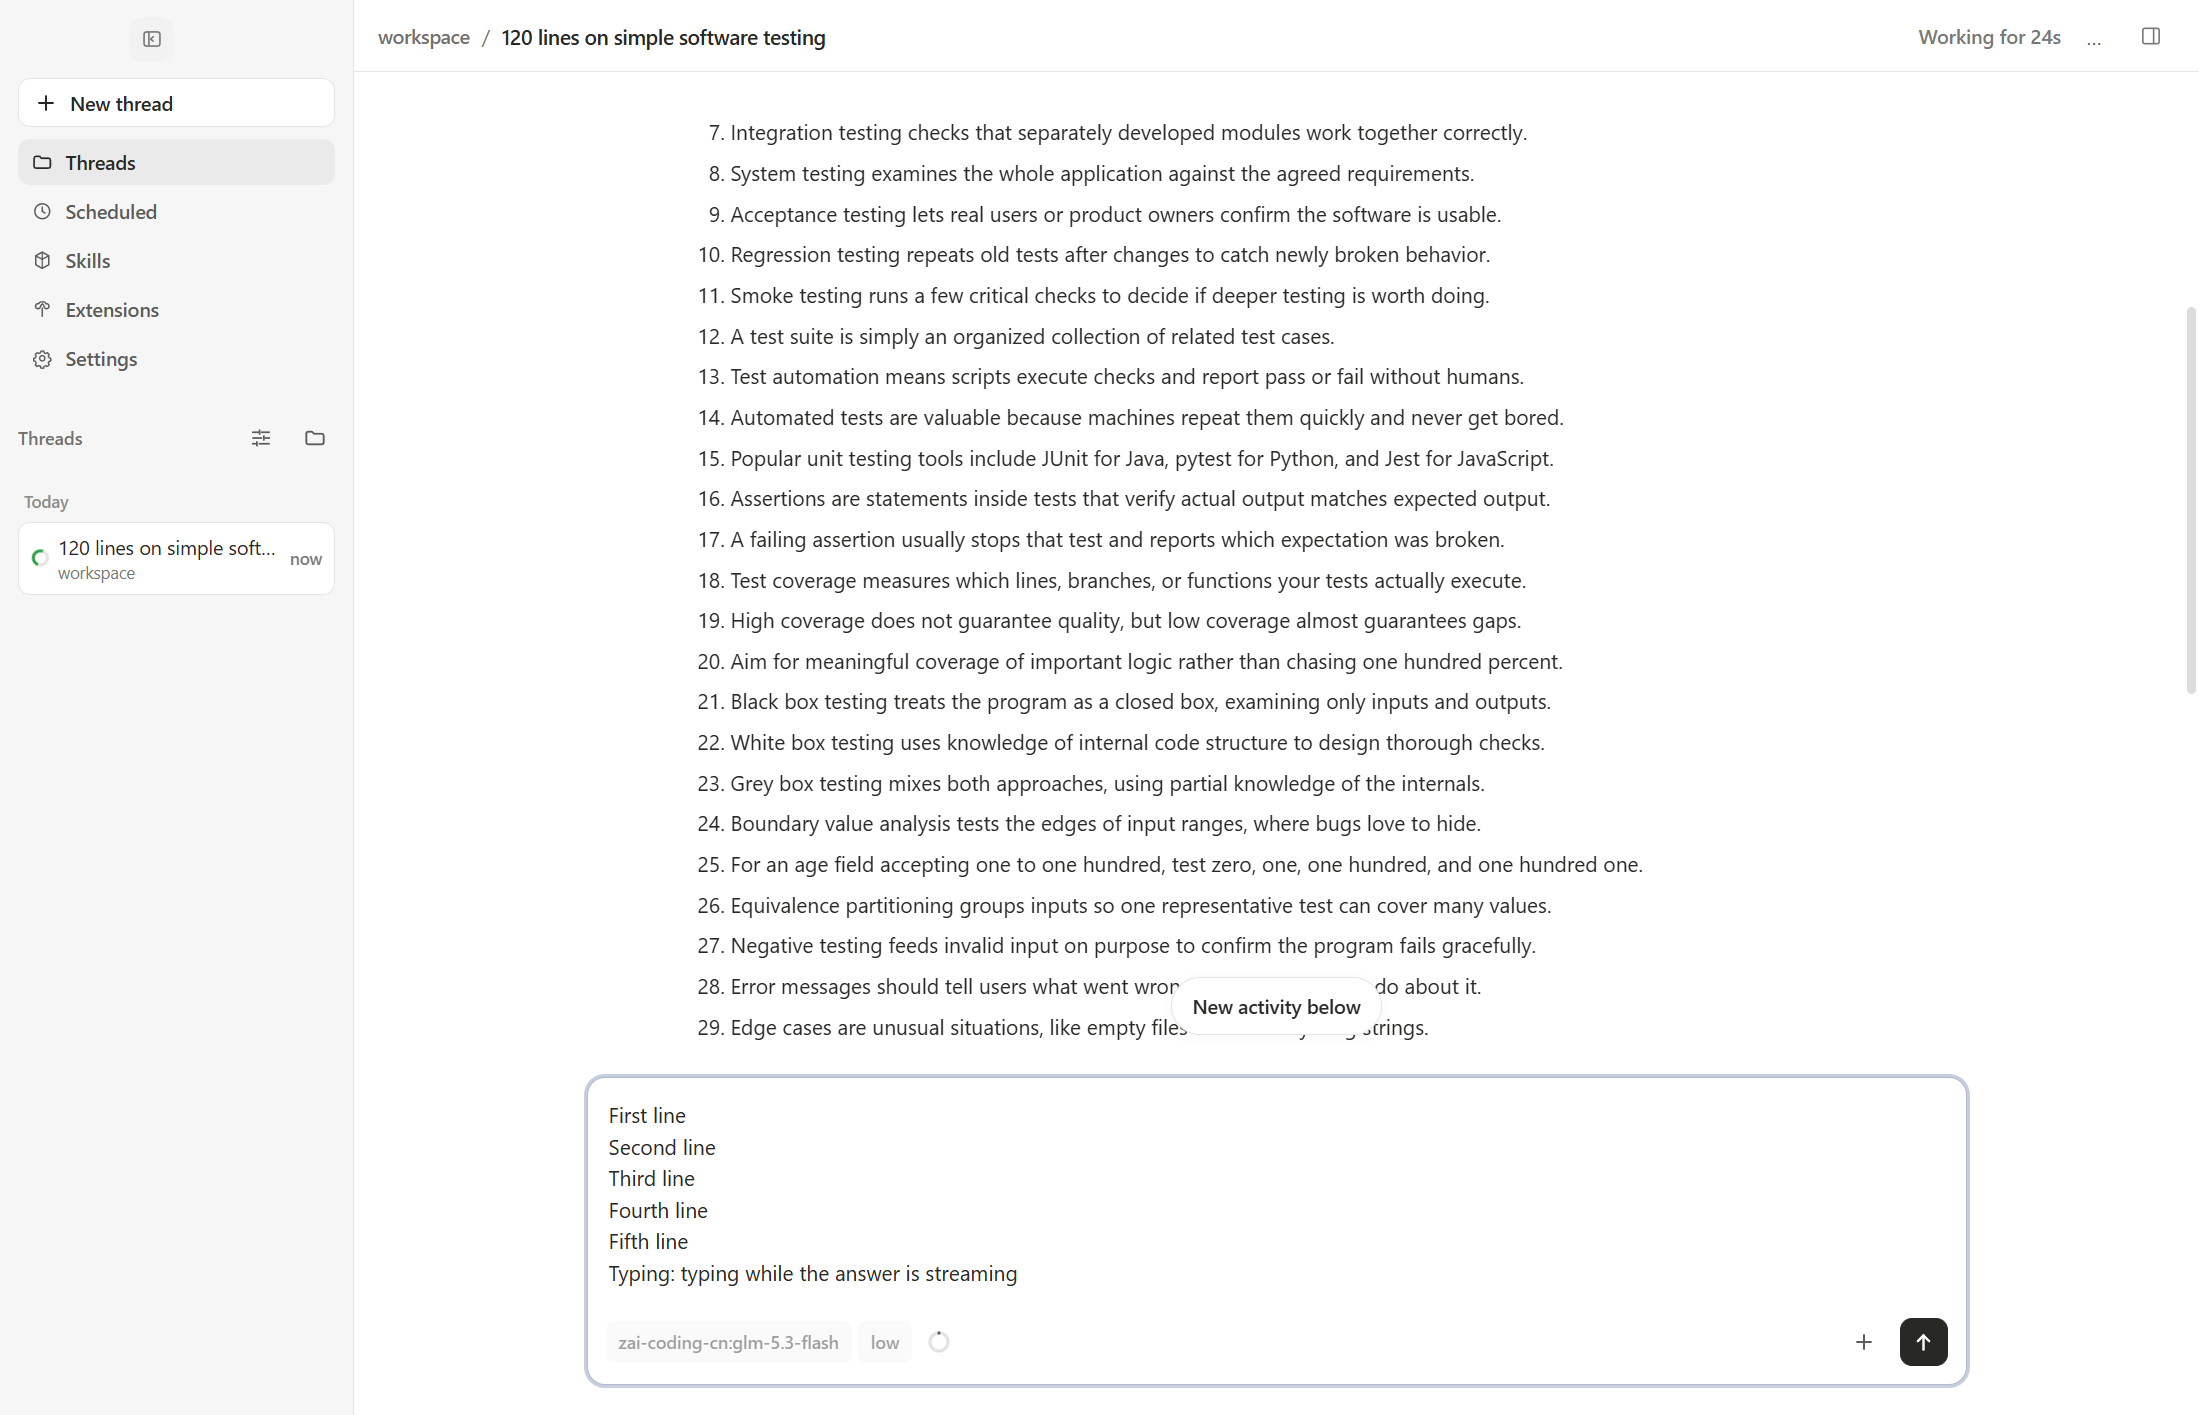 workspace / 120 lines on simple software testing
Working for 24s ...
New thread
Threads
Scheduled
Skills
Extensions
Settings
Threads
Today
120 lines on simple soft... now
workspace
7. Integration testing checks that separately developed modules work together correctly.
8. System testing examines the whole application against the agreed requirements.
9. Acceptance testing lets real users or product owners confirm the software is usable.
10. Regression testing repeats old tests after changes to catch newly broken behavior.
11. Smoke testing runs a few critical checks to decide if deeper testing is worth doing.
12. A test suite is simply an organized collection of related test cases.
13. Test automation means scripts execute checks and report pass or fail without humans.
14. Automated tests are valuable because machines repeat them quickly and never get bored.
15. Popular unit testing tools include JUnit for Java, pytest for Python, and Jest for JavaScript.
16. Assertions are statements inside tests that verify actual output matches expected output.
17. A failing assertion usually stops that test and reports which expectation was broken.
18. Test coverage measures which lines, branches, or functions your tests actually execute.
19. High coverage does not guarantee quality, but low coverage almost guarantees gaps.
20. Aim for meaningful coverage of important logic rather than chasing one hundred percent.
21. Black box testing treats the program as a closed box, examining only inputs and outputs.
22. White box testing uses knowledge of internal code structure to design thorough checks.
23. Grey box testing mixes both approaches, using partial knowledge of the internals.
24. Boundary value analysis tests the edges of input ranges, where bugs love to hide.
25. For an age field accepting one to one hundred, test zero, one, one hundred, and one hundred one.
26. Equivalence partitioning groups inputs so one representative test can cover many values.
27. Negative testing feeds invalid input on purpose to confirm the program fails gracefully.
28. Error messages should tell users what went do about it.
New activity below
29. Edge cases are unusual situations, like empty files strings.
First line
Second line
Third line
Fourth line
Fifth line
Typing: typing while the answer is streaming
zai-coding-cn:glm-5.3-flash low